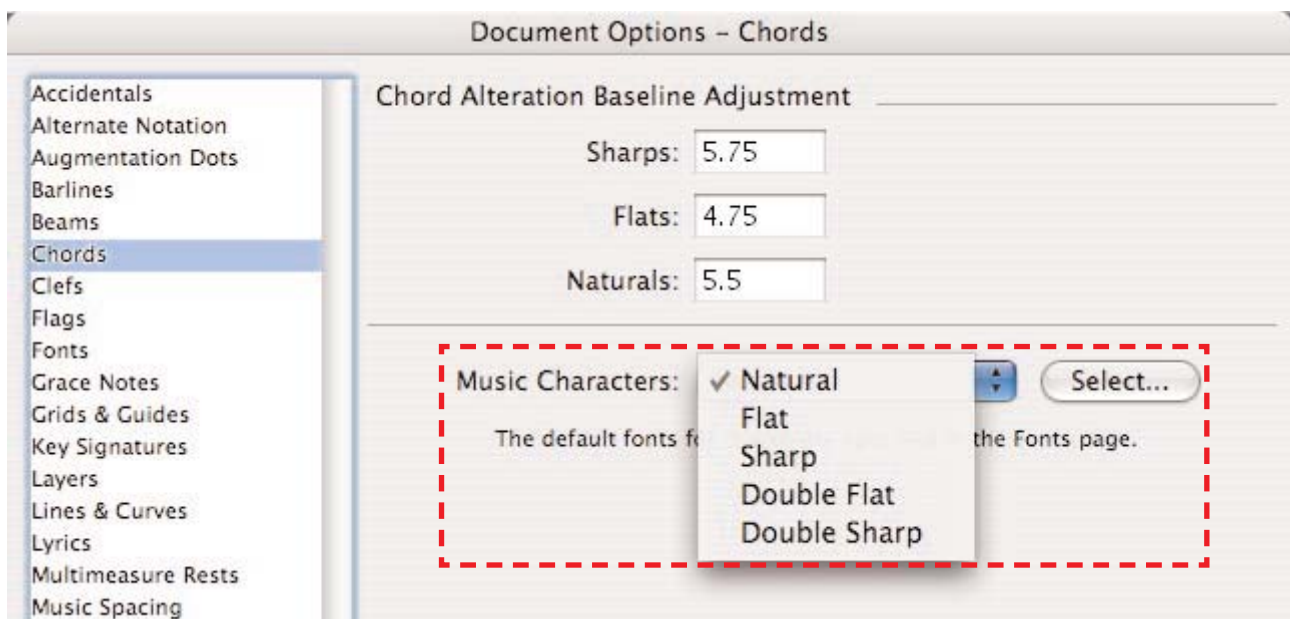 Document Options – Chords
Accidentals
Alternate Notation
Augmentation Dots
Barlines
Beams
Chords
Clefs
Flags
Fonts
Grace Notes
Grids & Guides
Key Signatures
Layers
Lines & Curves
Lyrics
Multimeasure Rests
Music Spacing
Chord Alteration Baseline Adjustment
Sharps: 5.75
Flats: 4.75
Naturals: 5.5
Music Characters: ✓ Natural Select...
Flat
The default fonts the Fonts page.
Sharp
Double Flat
Double Sharp